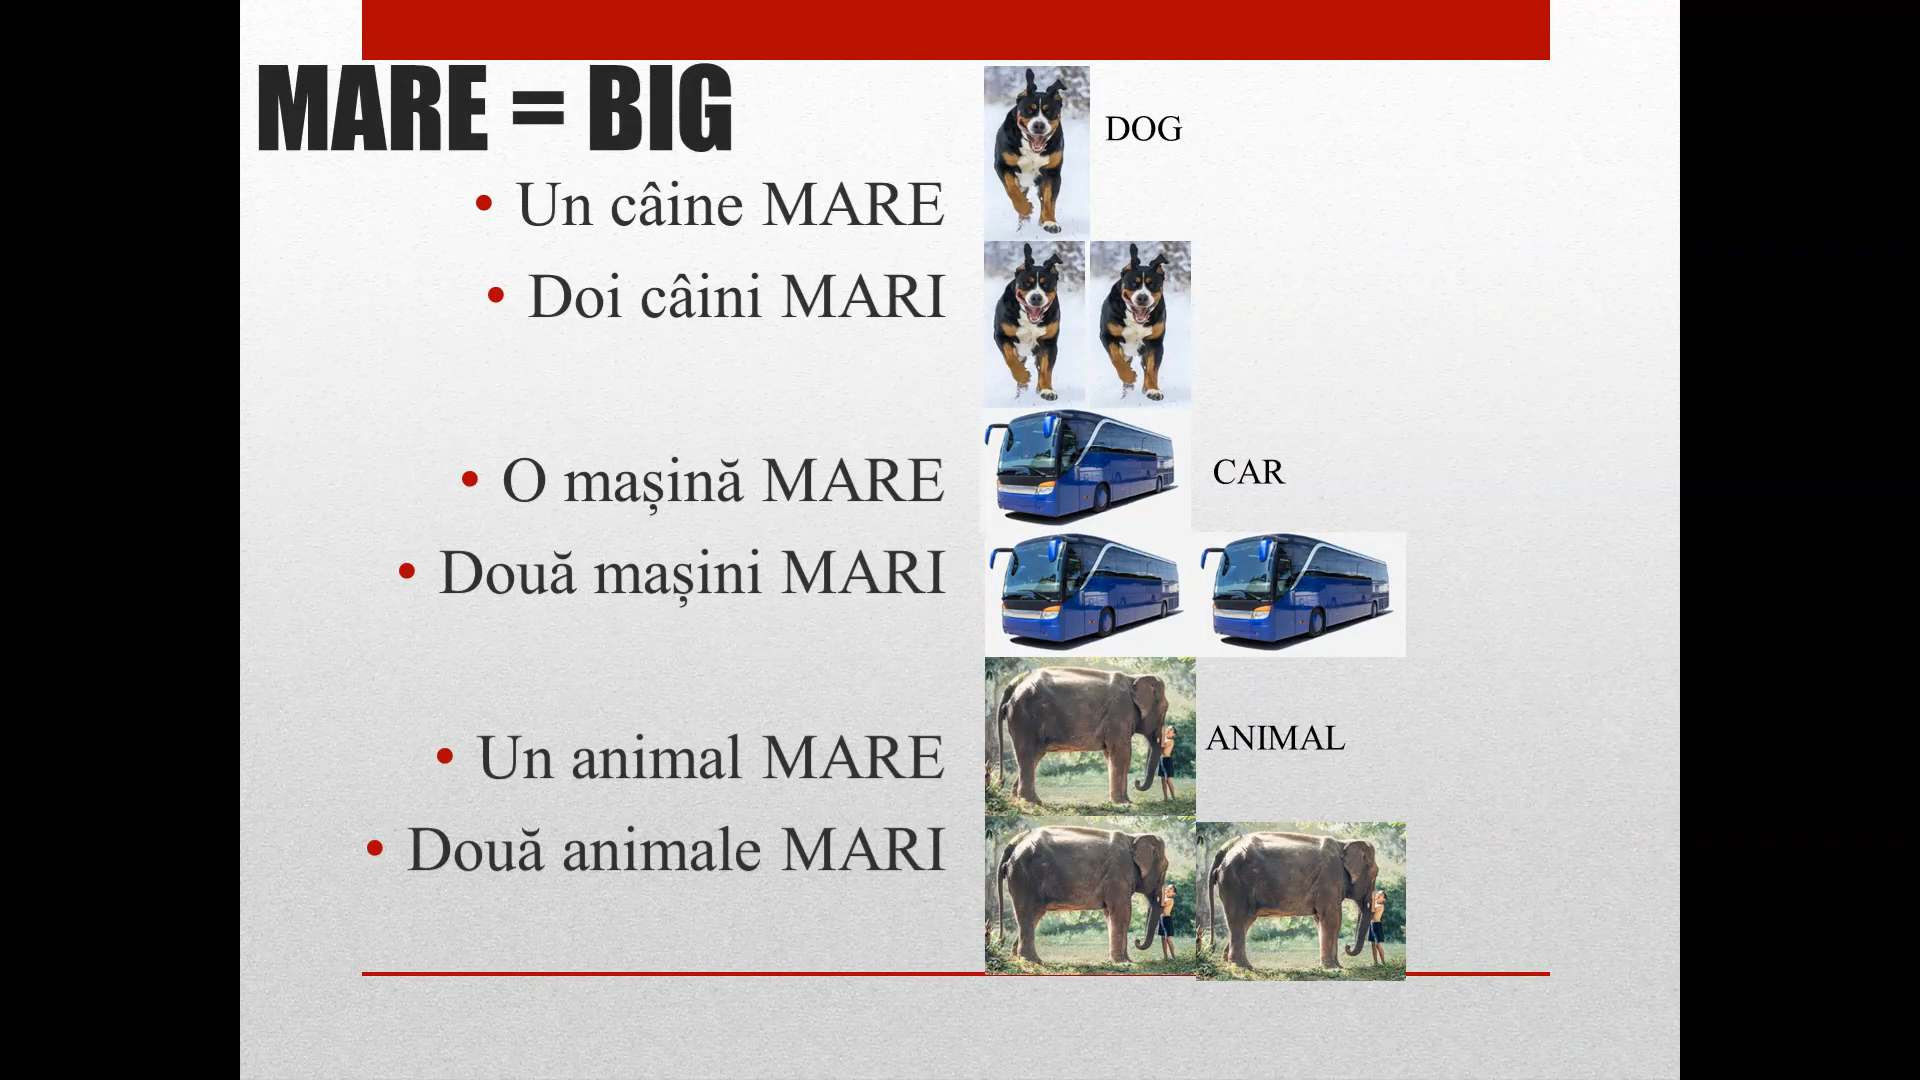 MARE = BIG
DOG
• Un câine MARE
• Doi câini MARI
• O mașină MARE
CAR
• Două mașini MARI
• Un animal MARE
ANIMAL
• Două animale MARI